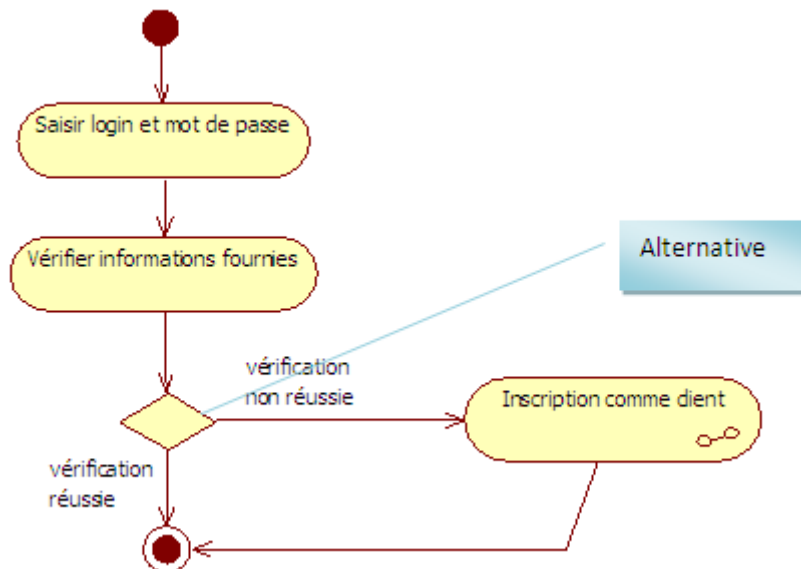 Saisir login et mot de passe
Vérifier informations fournies
Alternative
vérification
non réussie
Inscription comme client
vérification
réussie